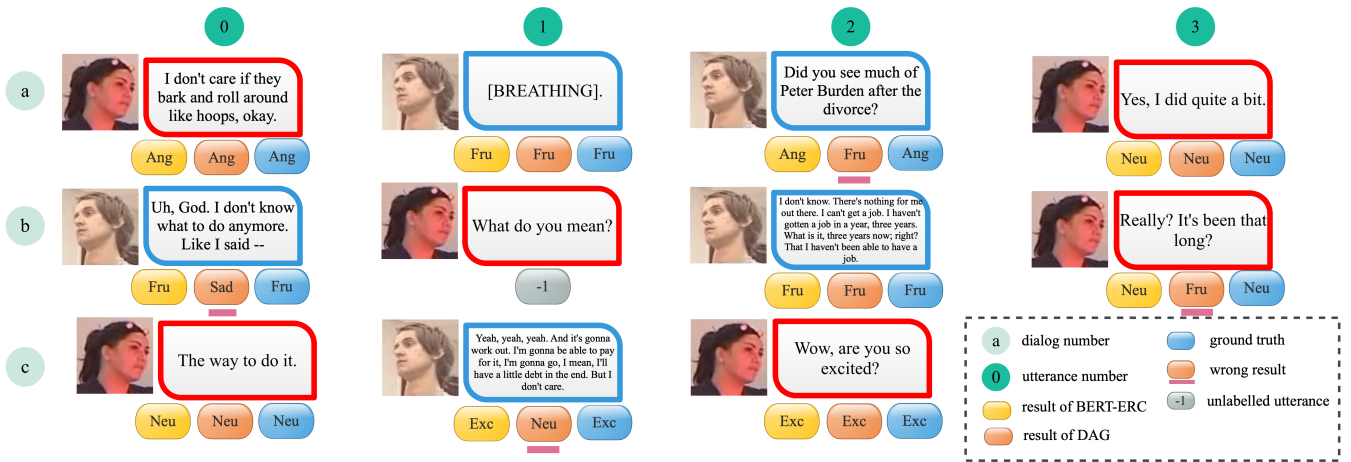 0 1 2 3
a
I don't care if they
bark and roll around
like hoops, okay.
Ang Ang Ang
[BREATHING].
Fru Fru Fru
Did you see much of
Peter Burden after the
divorce?
Ang Fru Ang
Yes, I did quite a bit.
Neu Neu Neu
b
Uh, God. I don't know
what to do anymore.
Like I said --
Fru Sad Fru
What do you mean?
-1
I don't know. There's nothing for me
out there. I can't get a job. I haven't
gotten a job in a year, three years.
What is it, three years now; right?
That I haven't been able to have a
job.
Fru Fru Fru
Really? It's been that
long?
Neu Fru Neu
c
The way to do it.
Neu Neu Neu
Yeah, yeah, yeah. And it's gonna
work out. I'm gonna be able to pay
for it, I'm gonna go, I mean, I'll
have a little debt in the end. But I
don't care.
Exc Neu Exc
Wow, are you so
excited?
Exc Exc Exc
a dialog number
0 utterance number
result of BERT-ERC
result of DAG
ground truth
wrong result
-1 unlabelled utterance